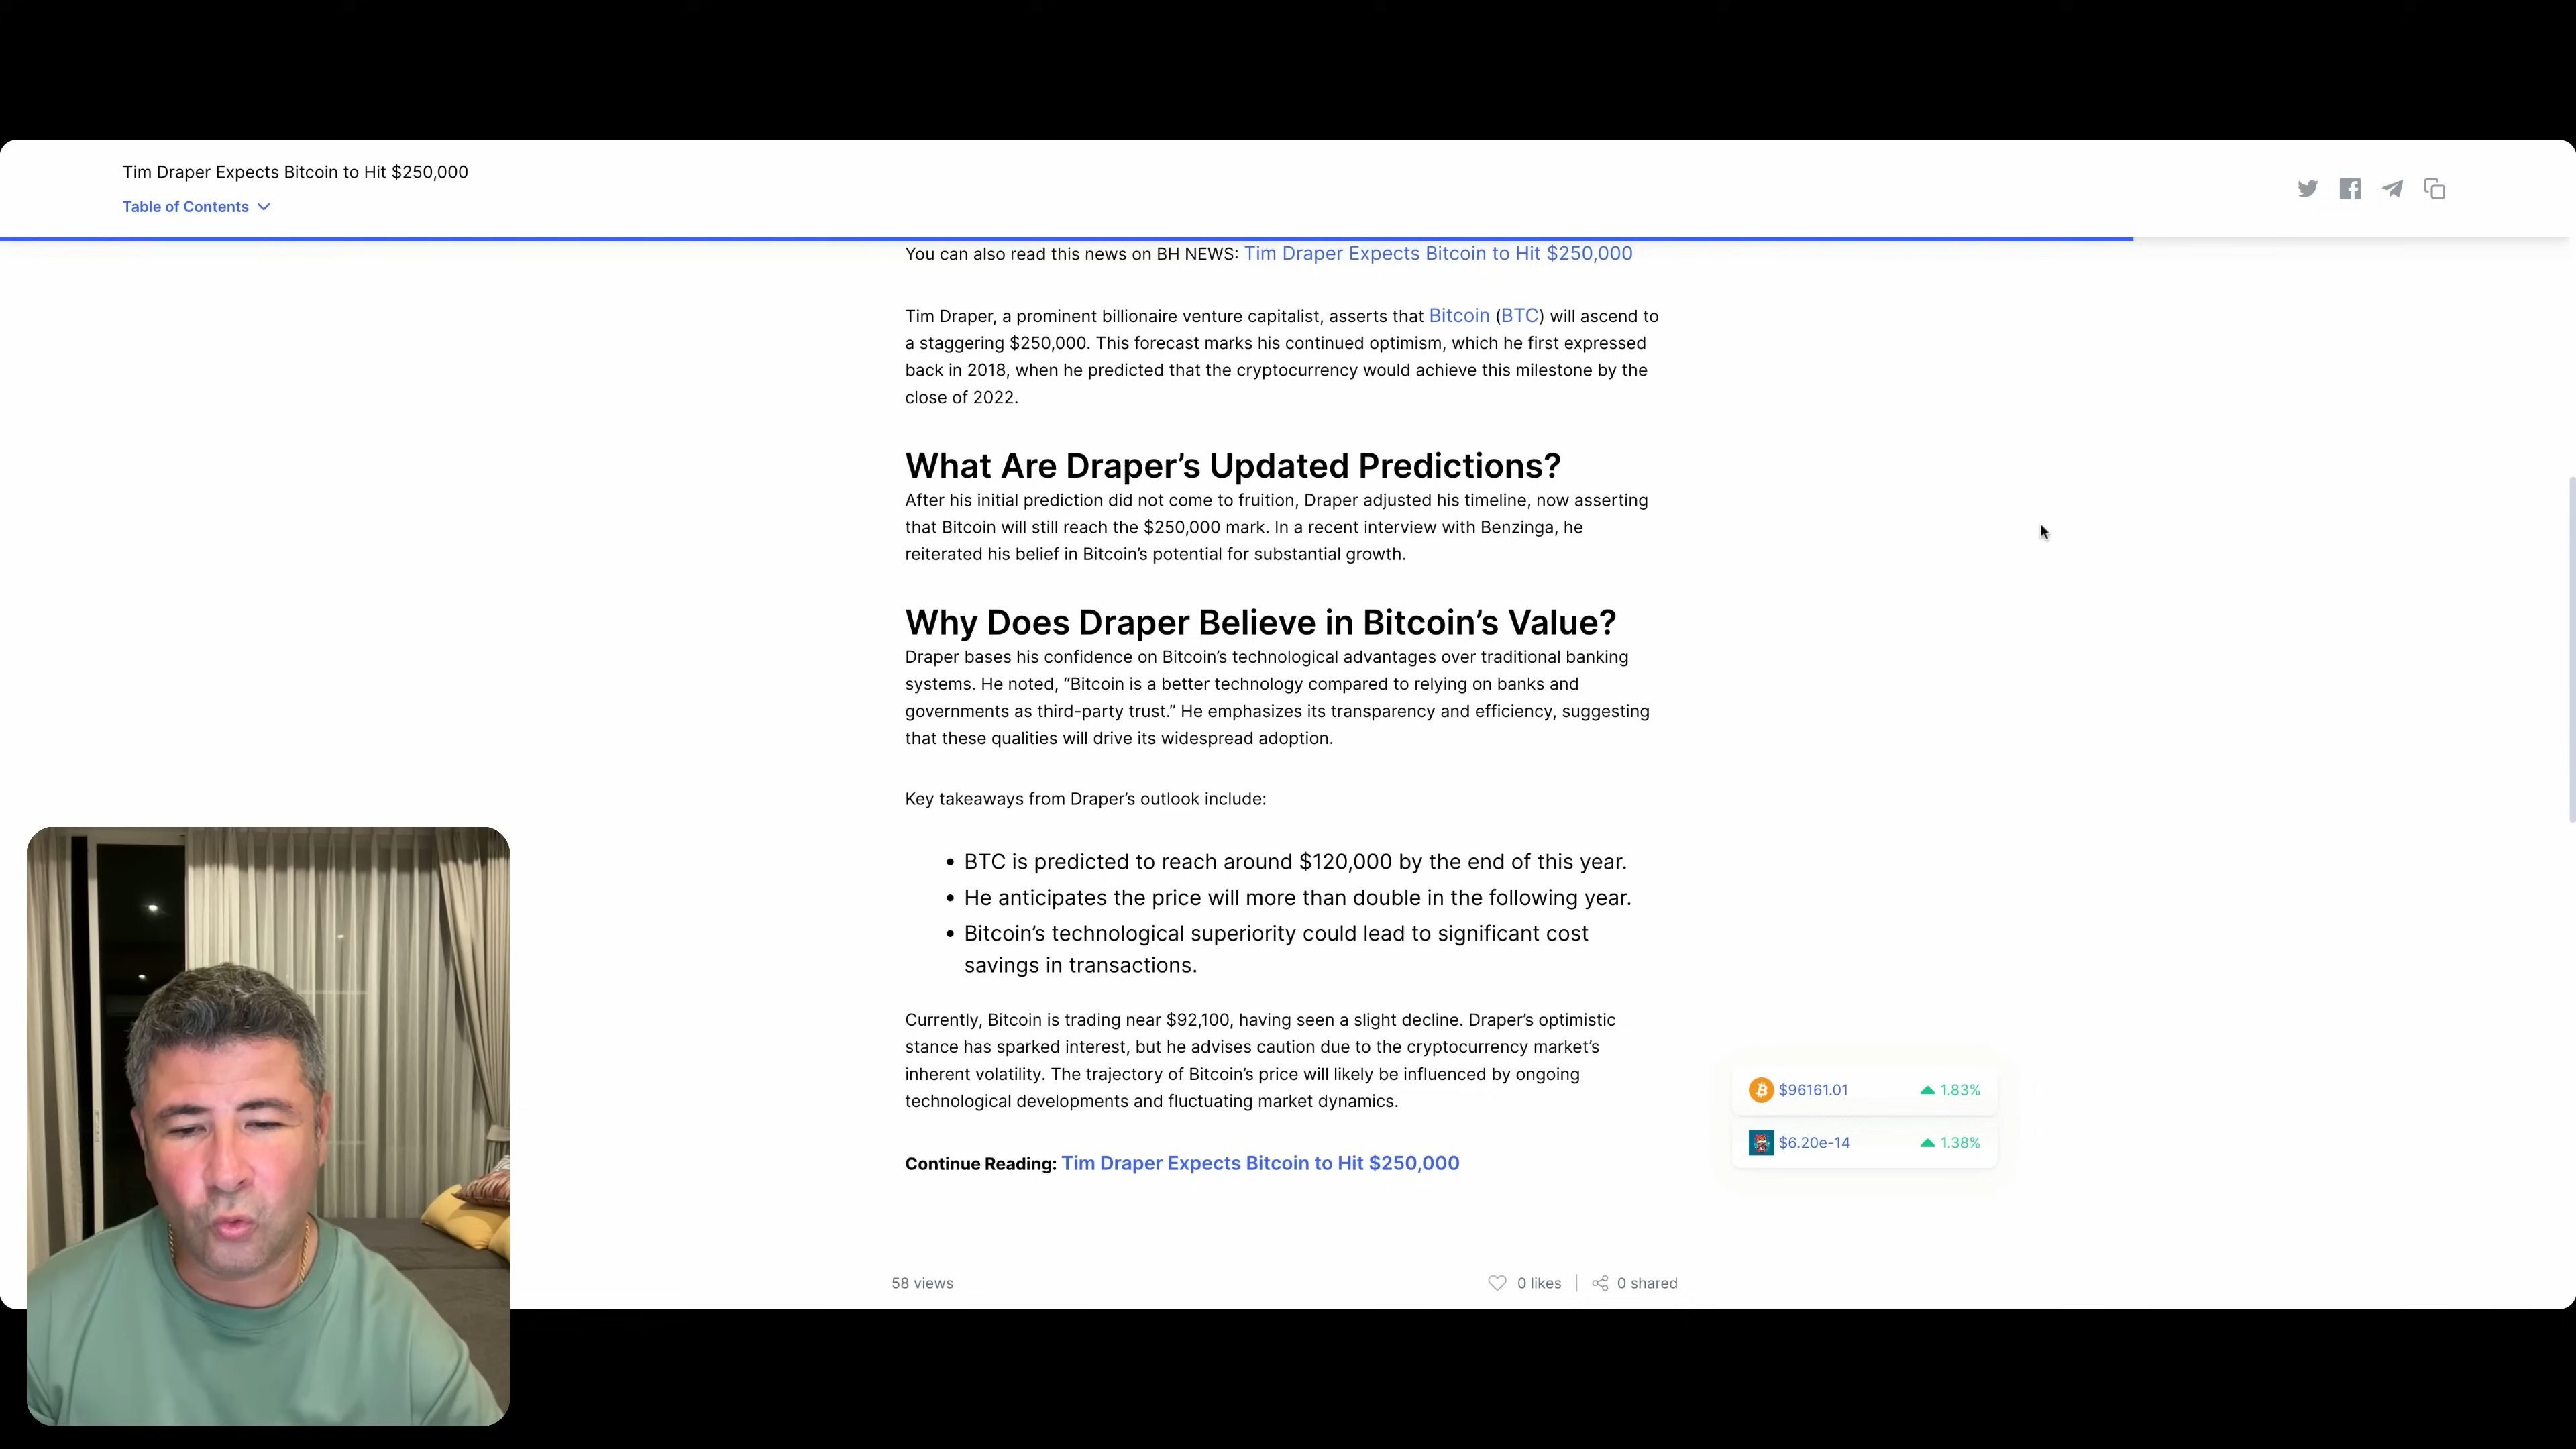 Tim Draper Expects Bitcoin to Hit $250,000
Table of Contents
You can also read this news on BH NEWS: Tim Draper Expects Bitcoin to Hit $250,000
Tim Draper, a prominent billionaire venture capitalist, asserts that Bitcoin (BTC) will ascend to
a staggering $250,000. This forecast marks his continued optimism, which he first expressed
back in 2018, when he predicted that the cryptocurrency would achieve this milestone by the
close of 2022.
What Are Draper’s Updated Predictions?
After his initial prediction did not come to fruition, Draper adjusted his timeline, now asserting
that Bitcoin will still reach the $250,000 mark. In a recent interview with Benzinga, he
reiterated his belief in Bitcoin’s potential for substantial growth.
Why Does Draper Believe in Bitcoin’s Value?
Draper bases his confidence on Bitcoin’s technological advantages over traditional banking
systems. He noted, “Bitcoin is a better technology compared to relying on banks and
governments as third-party trust.” He emphasizes its transparency and efficiency, suggesting
that these qualities will drive its widespread adoption.
Key takeaways from Draper’s outlook include:
• BTC is predicted to reach around $120,000 by the end of this year.
• He anticipates the price will more than double in the following year.
• Bitcoin’s technological superiority could lead to significant cost
savings in transactions.
Currently, Bitcoin is trading near $92,100, having seen a slight decline. Draper’s optimistic
stance has sparked interest, but he advises caution due to the cryptocurrency market’s
inherent volatility. The trajectory of Bitcoin’s price will likely be influenced by ongoing
technological developments and fluctuating market dynamics.
$96161.01 1.83%
$6.20e-14 1.38%
Continue Reading: Tim Draper Expects Bitcoin to Hit $250,000
58 views
0 likes | 0 shared